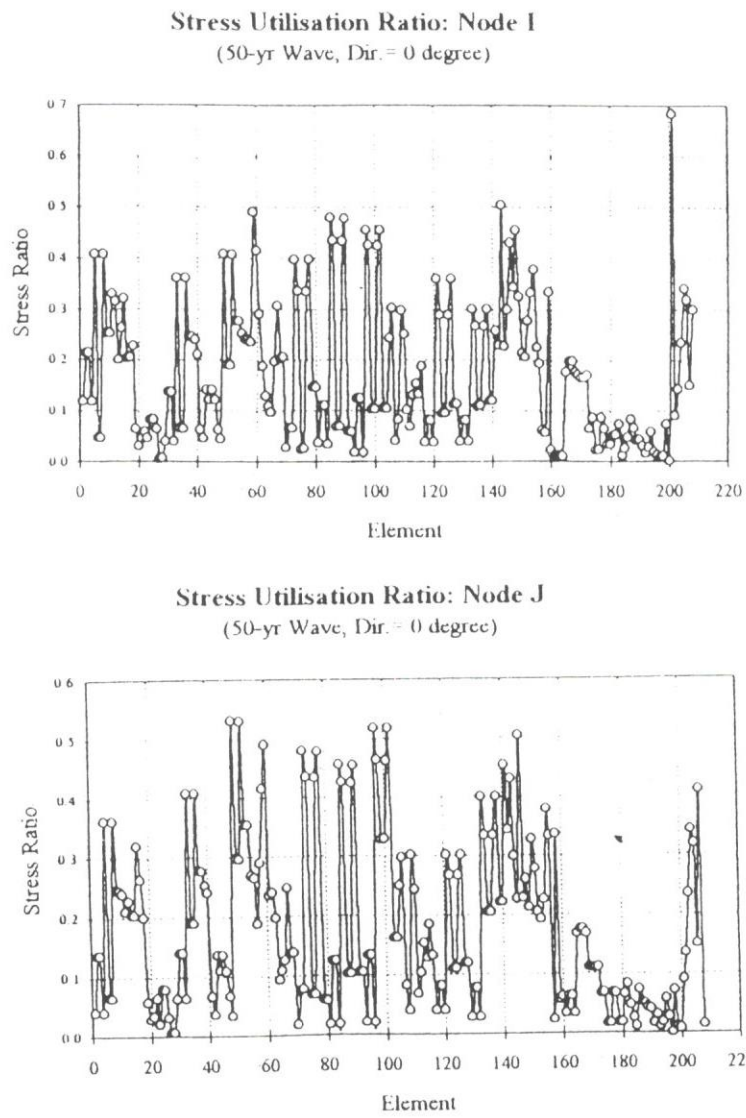 Stress Utilisation Ratio: Node I
(50-yr Wave, Dir.= 0 degree)
0.7
0.6
0.5
0.4
0.3
0.2
0.1
0.0
Stress Ratio
0 20 40 60 80 100 120 140 160 180 200 220
Element
Stress Utilisation Ratio: Node J
(50-yr Wave, Dir.= 0 degree)
0.6
0.5
0.4
0.3
0.2
0.1
0.0
Stress Ratio
0 20 40 60 80 100 120 140 160 180 200 22
Element